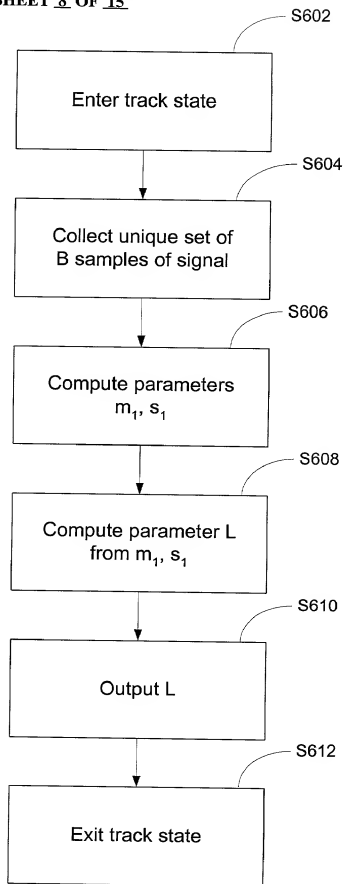 SHEET 8 OF 15
S602
Enter track state
S604
Collect unique set of
B samples of signal
S606
Compute parameters
m₁, s₁
S608
Compute parameter L
from m₁, s₁
S610
Output L
S612
Exit track state